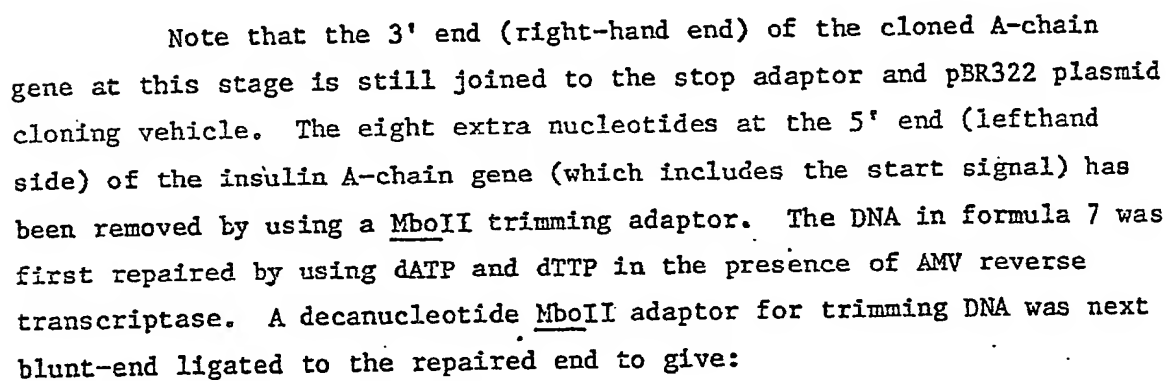 Note that the 3' end (right-hand end) of the cloned A-chain
gene at this stage is still joined to the stop adaptor and pBR322 plasmid
cloning vehicle. The eight extra nucleotides at the 5' end (lefthand
side) of the insulin A-chain gene (which includes the start signal) has
been removed by using a MboII trimming adaptor. The DNA in formula 7 was
first repaired by using dATP and dTTP in the presence of AMV reverse
transcriptase. A decanucleotide MboII adaptor for trimming DNA was next
blunt-end ligated to the repaired end to give: